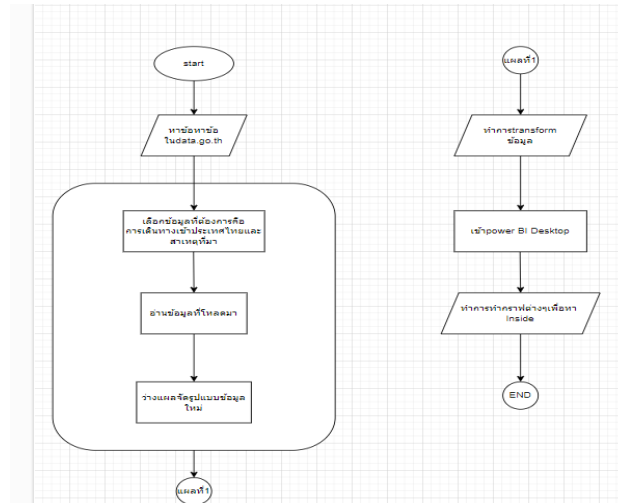 start
หาข้อหาข้อ
ในdata.go.th
เลือกข้อมูลที่ต้องการคือ
การเดินทางเข้าประเทศไทยและ
สาเหตุที่มา
อ่านข้อมูลที่โหลดมา
ว่างแผลจัดรูปแบบข้อมูล
ใหม่
แผลที่1
แผลที่1
ทำการtransform
ข้อมูล
เข้าpower BI Desktop
ทำการทำกราฟต่างๆเพื่อหา
Inside
END